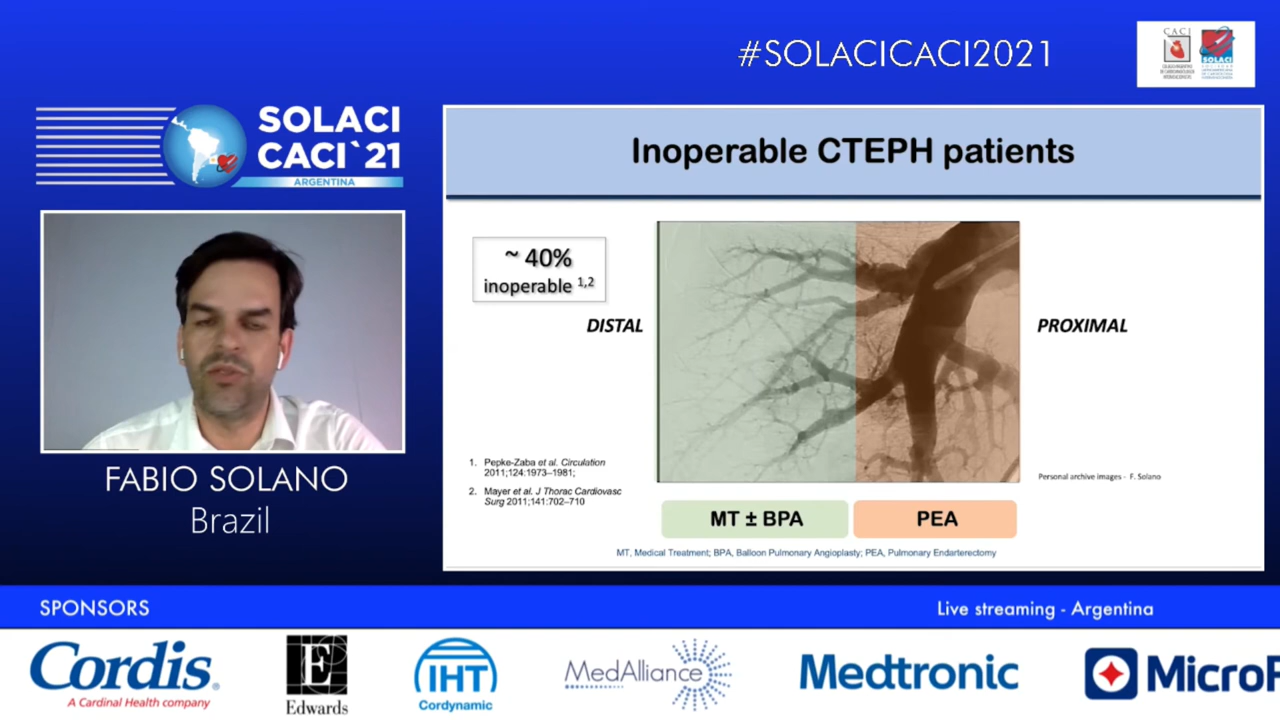 #SOLACICACI2021
CACI
SOLACI
SOLACI
CACI`21
ARGENTINA
Inoperable CTEPH patients
~ 40%
inoperable 1,2
DISTAL
PROXIMAL
1. Pepke-Zaba et al. Circulation
2011;124:1973–1981;
2. Mayer et al. J Thorac Cardiovasc
Surg 2011;141:702–710
Personal archive images - F. Solano
MT ± BPA
PEA
MT, Medical Treatment; BPA, Balloon Pulmonary Angioplasty; PEA, Pulmonary Endarterectomy
FABIO SOLANO
Brazil
SPONSORS
Live streaming - Argentina
Cordis®
A Cardinal Health company
E
Edwards
IHT
Cordynamic
MedAlliance
Medtronic
MicroP